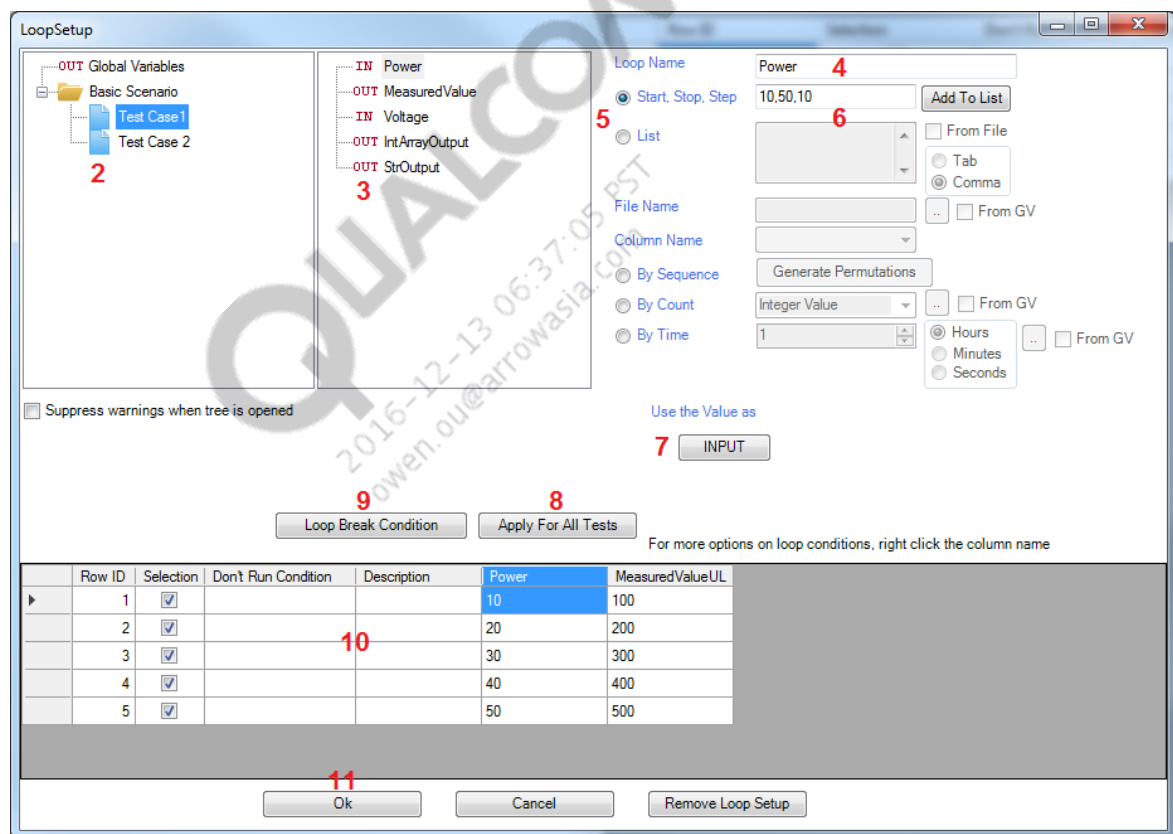 LoopSetup
OUT Global Variables
Basic Scenario
Test Case1
Test Case 2
2
IN Power
OUT MeasuredValue
IN Voltage
OUT IntArrayOutput
OUT StrOutput
3
Loop Name Power 4
5 Start, Stop, Step 10,50,10 Add To List
6
List From File
Tab
Comma
File Name .. From GV
Column Name
By Sequence Generate Permutations
By Count Integer Value .. From GV
By Time 1 Hours .. From GV
Minutes
Seconds
Suppress warnings when tree is opened
Use the Value as
7 INPUT
9 8
Loop Break Condition Apply For All Tests
For more options on loop conditions, right click the column name
Row ID Selection Don't Run Condition Description Power MeasuredValueUL
1 10 100
2 20 200
10
3 30 300
4 40 400
5 50 500
11
Ok Cancel Remove Loop Setup
QUALCOM
2016-12-13 06:37:05 PST
owen.ou@arrowasia.com